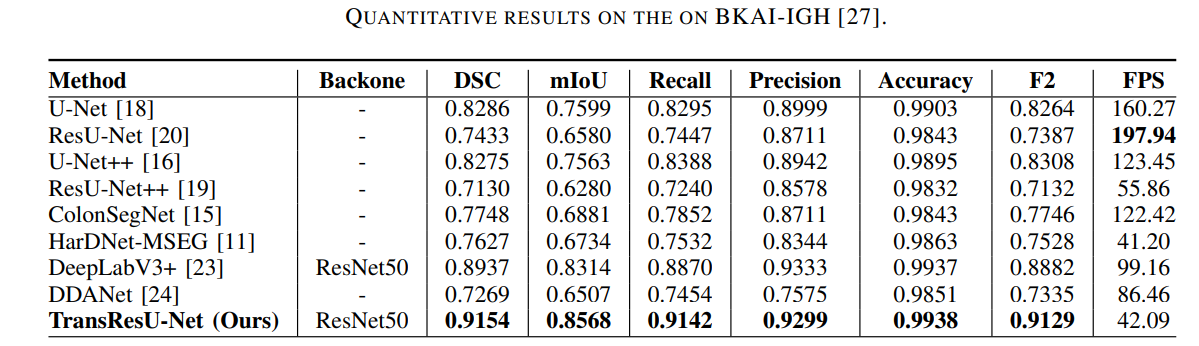 QUANTITATIVE RESULTS ON THE ON BKAI-IGH [27].
Method Backone DSC mIoU Recall Precision Accuracy F2 FPS
U-Net [18] - 0.8286 0.7599 0.8295 0.8999 0.9903 0.8264 160.27
ResU-Net [20] - 0.7433 0.6580 0.7447 0.8711 0.9843 0.7387 197.94
U-Net++ [16] - 0.8275 0.7563 0.8388 0.8942 0.9895 0.8308 123.45
ResU-Net++ [19] - 0.7130 0.6280 0.7240 0.8578 0.9832 0.7132 55.86
ColonSegNet [15] - 0.7748 0.6881 0.7852 0.8711 0.9843 0.7746 122.42
HarDNet-MSEG [11] - 0.7627 0.6734 0.7532 0.8344 0.9863 0.7528 41.20
DeepLabV3+ [23] ResNet50 0.8937 0.8314 0.8870 0.9333 0.9937 0.8882 99.16
DDANet [24] - 0.7269 0.6507 0.7454 0.7575 0.9851 0.7335 86.46
TransResU-Net (Ours) ResNet50 0.9154 0.8568 0.9142 0.9299 0.9938 0.9129 42.09